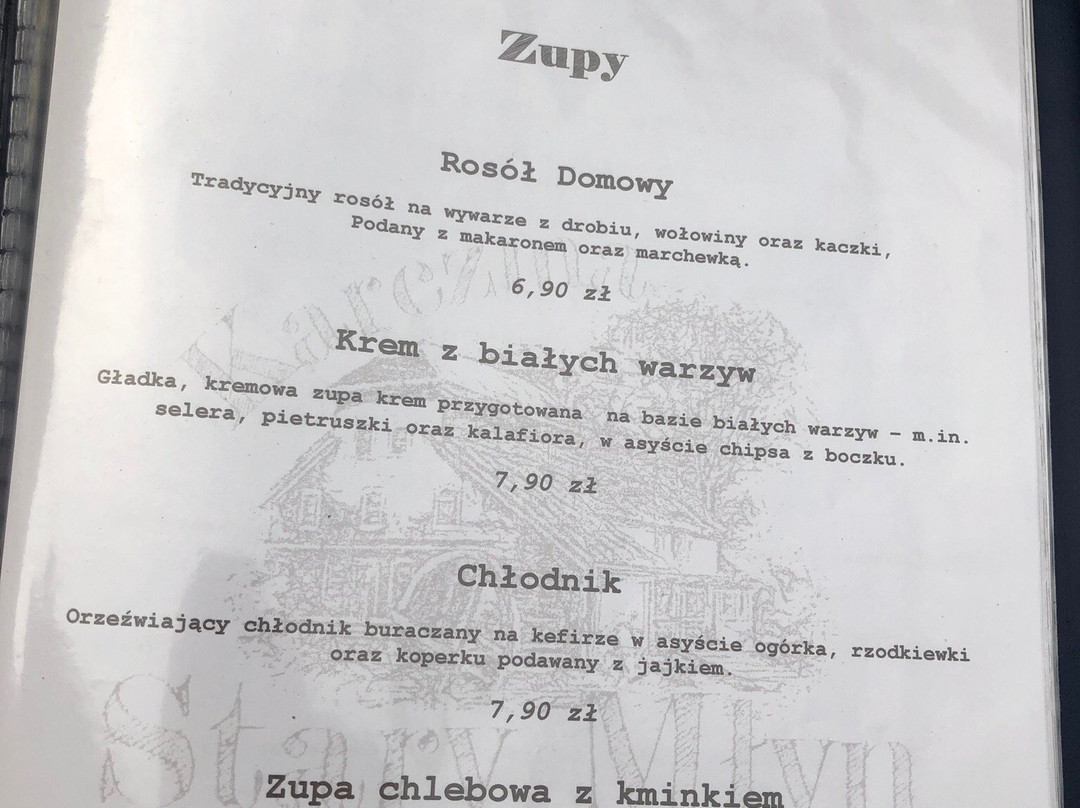 Zupy
Rosół Domowy
Tradycyjny rosół na wywarze z drobiu, wołowiny oraz kaczki,
Podany z makaronem oraz marchewką.
6,90 zł
Krem z białych warzyw
Gładka, kremowa zupa krem przygotowana na bazie białych warzyw - m.in.
selera, pietruszki oraz kalafiora, w asyście chipsa z boczku.
7,90 zł
Chłodnik
Orzeźwiający chłodnik buraczany na kefirze w asyście ogórka, rzodkiewki
oraz koperku podawany z jajkiem.
7,90 zł
Stary Młyn
Zupa chlebowa z kminkiem